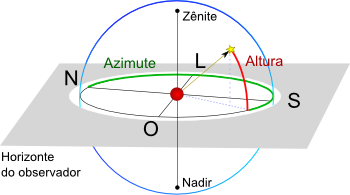 Zênite
Azimute
L
Altura
N
S
O
Horizonte
do observador
Nadir